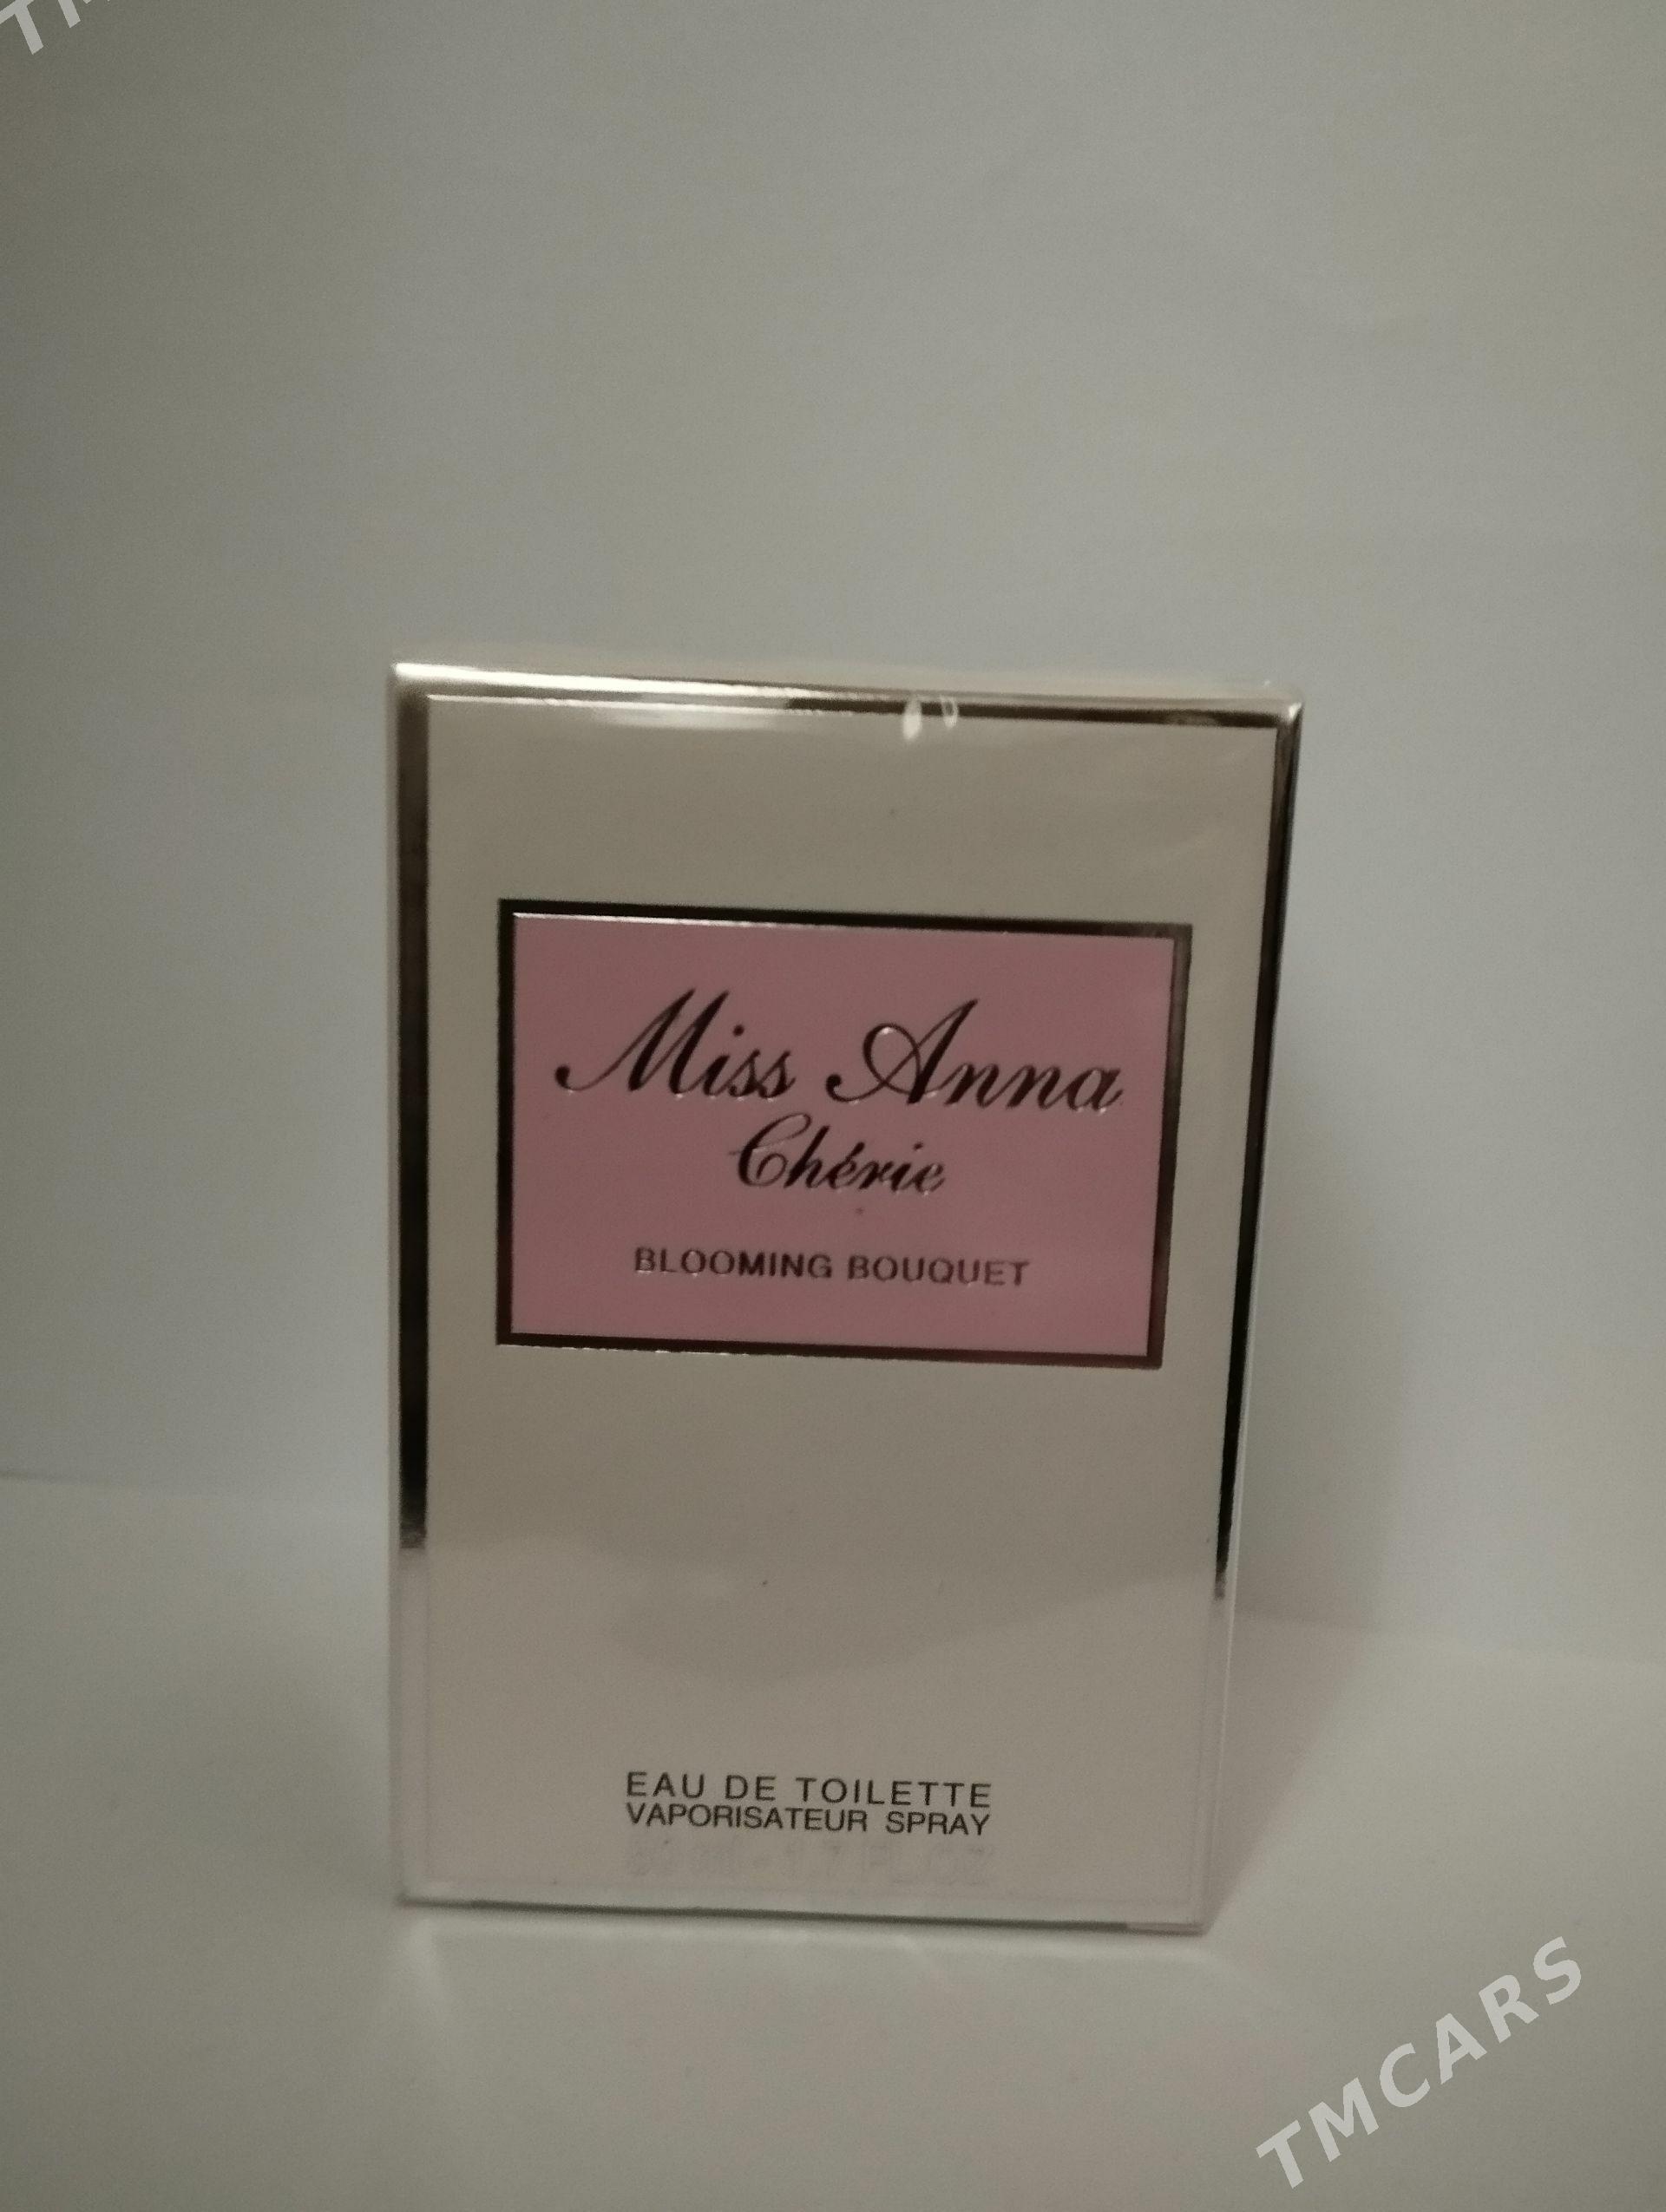 Miss Anna
Chérie
BLOOMING BOUQUET
EAU DE TOILETTE
VAPORISATEUR SPRAY
TMCARS